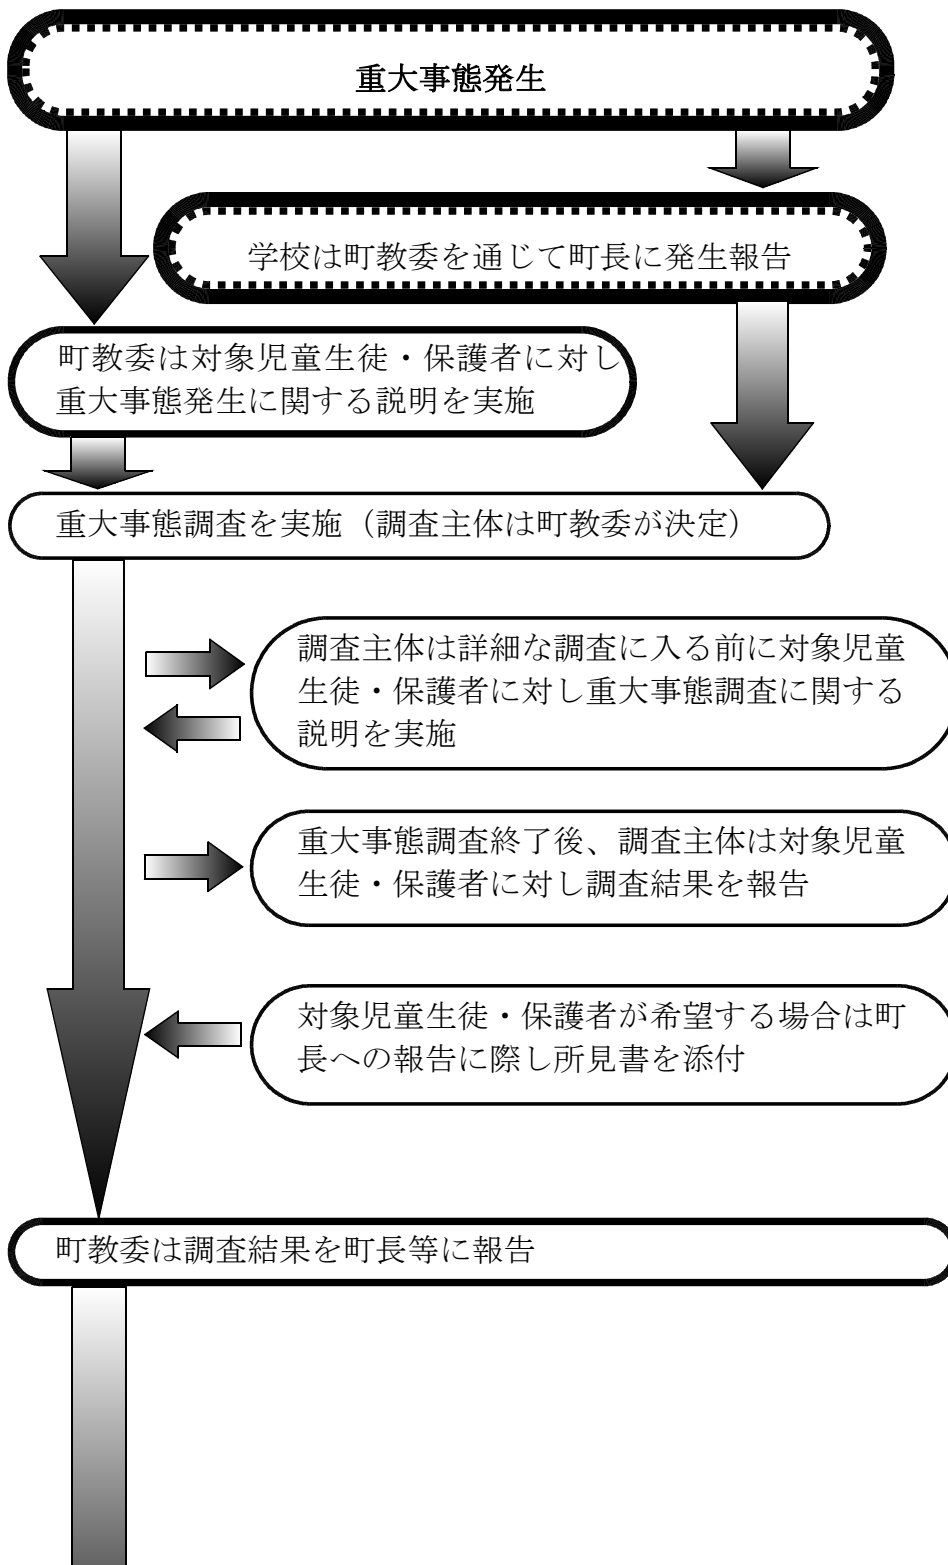 重大事態発生
学校は町教委を通じて町長に発生報告
町教委は対象児童生徒・保護者に対し
重大事態発生に関する説明を実施
重大事態調査を実施（調査主体は町教委が決定）
調査主体は詳細な調査に入る前に対象児童
生徒・保護者に対し重大事態調査に関する
説明を実施
重大事態調査終了後、調査主体は対象児童
生徒・保護者に対し調査結果を報告
対象児童生徒・保護者が希望する場合は町
長への報告に際し所見書を添付
町教委は調査結果を町長等に報告